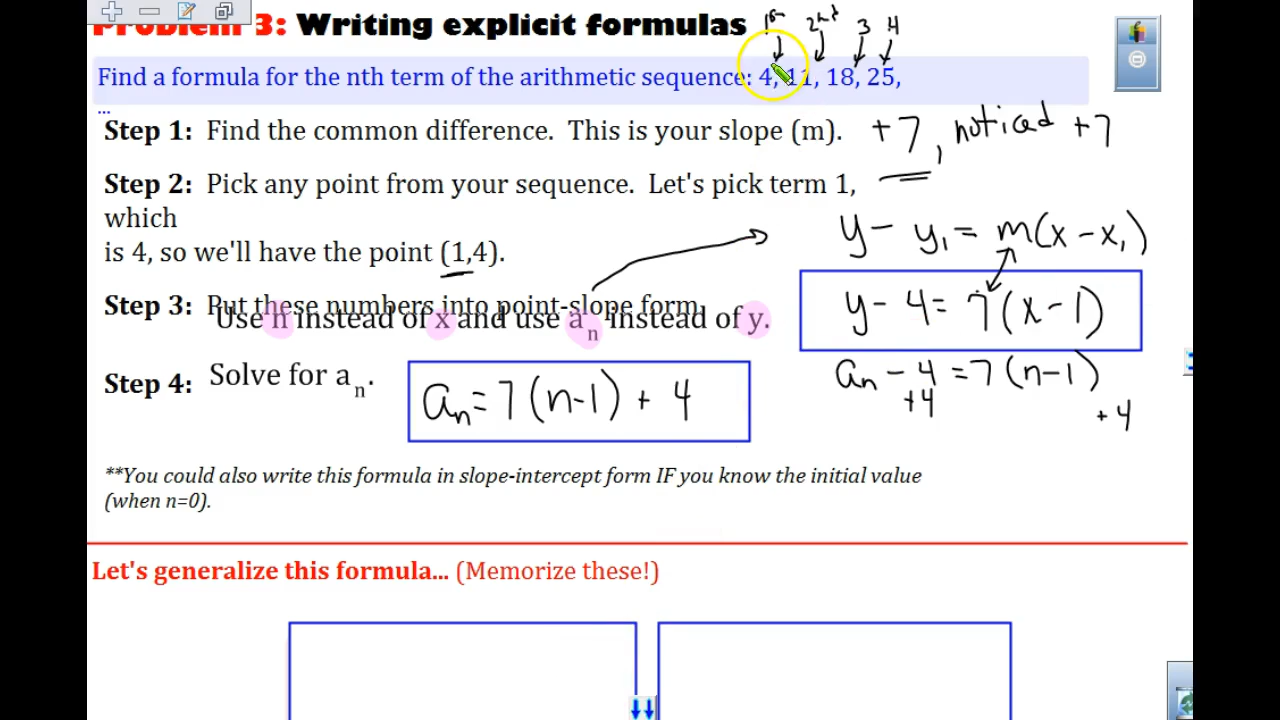 Problem 3: Writing explicit formulas
1st 2nd 3 4
Find a formula for the nth term of the arithmetic sequence: 4, 11, 18, 25,
...
Step 1: Find the common difference. This is your slope (m). +7, noticed +7
Step 2: Pick any point from your sequence. Let's pick term 1,
which
is 4, so we'll have the point (1,4).
y - y₁ = m(x - x₁)
Step 3: Put these numbers into point-slope form.
Use n instead of x and use aₙ instead of y.
y - 4 = 7(x - 1)
Step 4: Solve for aₙ.
aₙ - 4 = 7(n-1)
+4 +4
aₙ = 7(n-1) + 4
**You could also write this formula in slope-intercept form IF you know the initial value
(when n=0).
Let's generalize this formula... (Memorize these!)